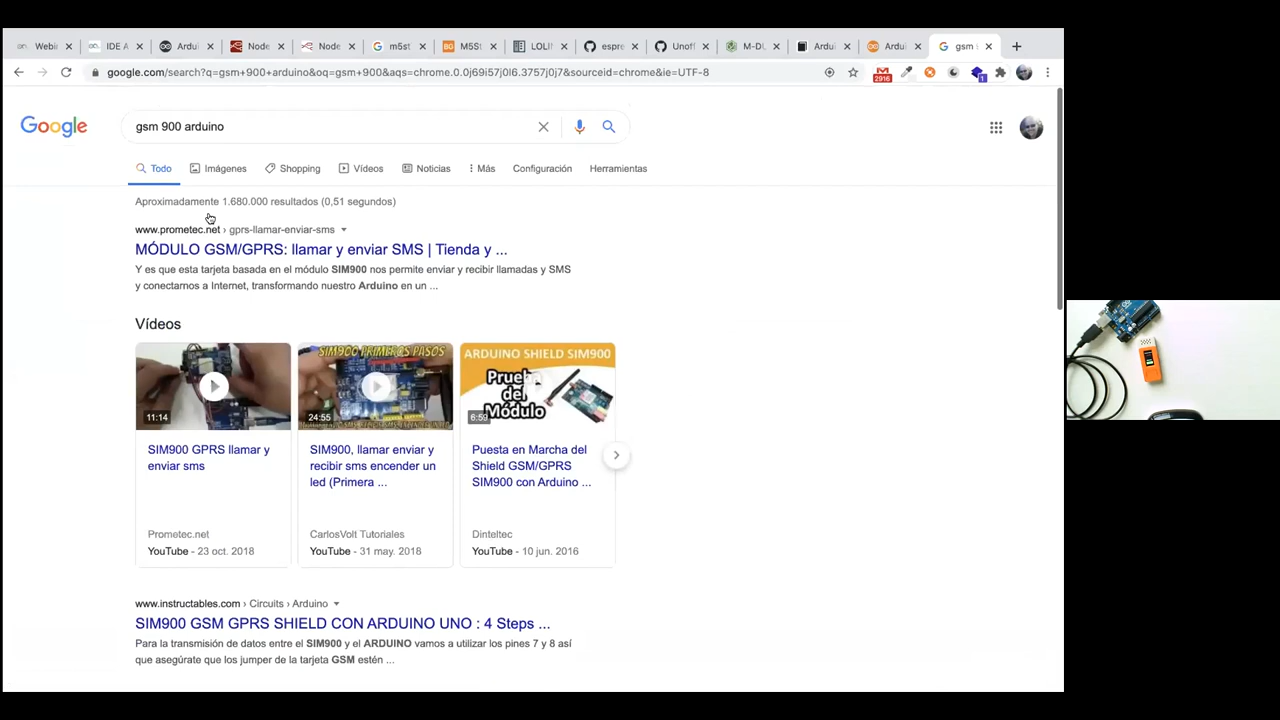 Webin
IDE A
Ardui
Node
Node
m5st
M5St
LOLI
espre
Unoff
M-DU
Ardui
Ardui
gsm
google.com/search?q=gsm+900+arduino&oq=gsm+900&aqs=chrome.0.0j69i57j0l6.3757j0j7&sourceid=chrome&ie=UTF-8
2916
1
Google
gsm 900 arduino
Todo Imágenes Shopping Vídeos Noticias Más Configuración Herramientas
Aproximadamente 1.680.000 resultados (0,51 segundos)
www.prometec.net › gprs-llamar-enviar-sms
MÓDULO GSM/GPRS: llamar y enviar SMS | Tienda y ...
Y es que esta tarjeta basada en el módulo SIM900 nos permite enviar y recibir llamadas y SMS
y conectarnos a Internet, transformando nuestro Arduino en un ...
Vídeos
11:14
SIM900 PRIMEROS PASOS
24:55
ARDUINO SHIELD SIM900
Prueba
del
Módulo
6:59
SIM900 GPRS llamar y
enviar sms
Prometec.net
YouTube - 23 oct. 2018
SIM900, llamar enviar y
recibir sms encender un
led (Primera ...
CarlosVolt Tutoriales
YouTube - 31 may. 2018
Puesta en Marcha del
Shield GSM/GPRS
SIM900 con Arduino ...
Dinteltec
YouTube - 10 jun. 2016
www.instructables.com › Circuits › Arduino
SIM900 GSM GPRS SHIELD CON ARDUINO UNO : 4 Steps ...
Para la transmisión de datos entre el SIM900 y el ARDUINO vamos a utilizar los pines 7 y 8 así
que asegúrate que los jumper de la tarjeta GSM estén ...